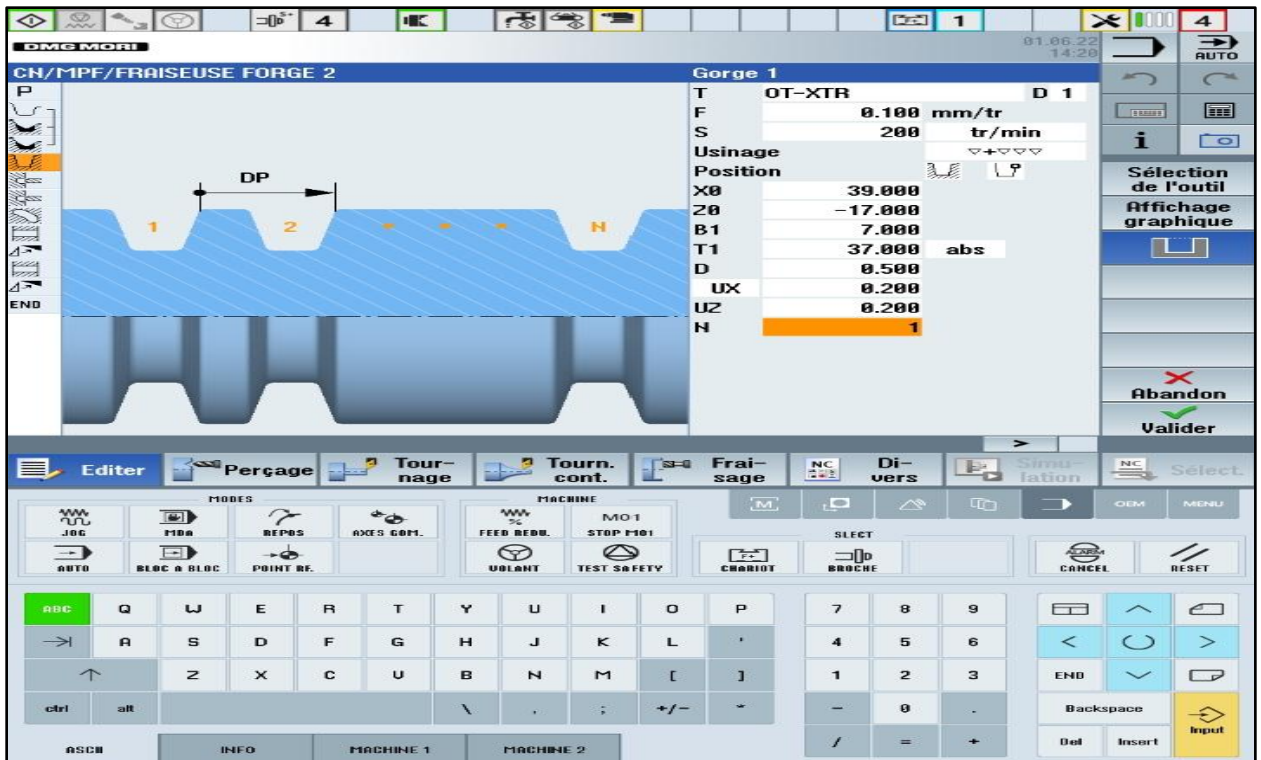 4 1 4
DMG MORI 01.06.22 14:20 AUTO
CN/MPF/FRAISEUSE FORGE 2
Gorge 1
P
T OT-XTR D 1
F 0.100 mm/tr
S 200 tr/min
Usinage ▽+▽▽▽
Position
X0 39.000
Z0 -17.000
B1 7.000
T1 37.000 abs
D 0.500
UX 0.200
UZ 0.200
N 1
DP
1 2 N
END
i
Sélection de l'outil
Affichage graphique
Abandon
Valider
>
Editer Perçage Tour-nage Tourn. cont. Frai-sage NC Di-vers Simu-lation NC Sélect.
MODES MACHINE M OEM MENU
JOG MDA REPOS AXES GOM. % FEED REDU. M01 STOP M01 SLECT
AUTO BLOC A BLOC POINT RF. VOLANT TEST SAFETY F+ CHARIOT BROCHE ALARM CANCEL RESET
ABC Q W E R T Y U I O P 7 8 9
A S D F G H J K L ' 4 5 6 < >
Z X C V B N M [ ] 1 2 3 END
ctrl alt \ , ; +/- - 0 . Backspace
Input
/ = + Del Insert
ASCII INFO MACHINE 1 MACHINE 2